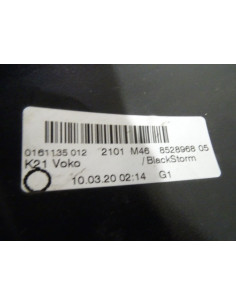 0161135 012 2101 M46 8528968 05
K21 Voko / BlackStorm
10.03.20 02:14 G1